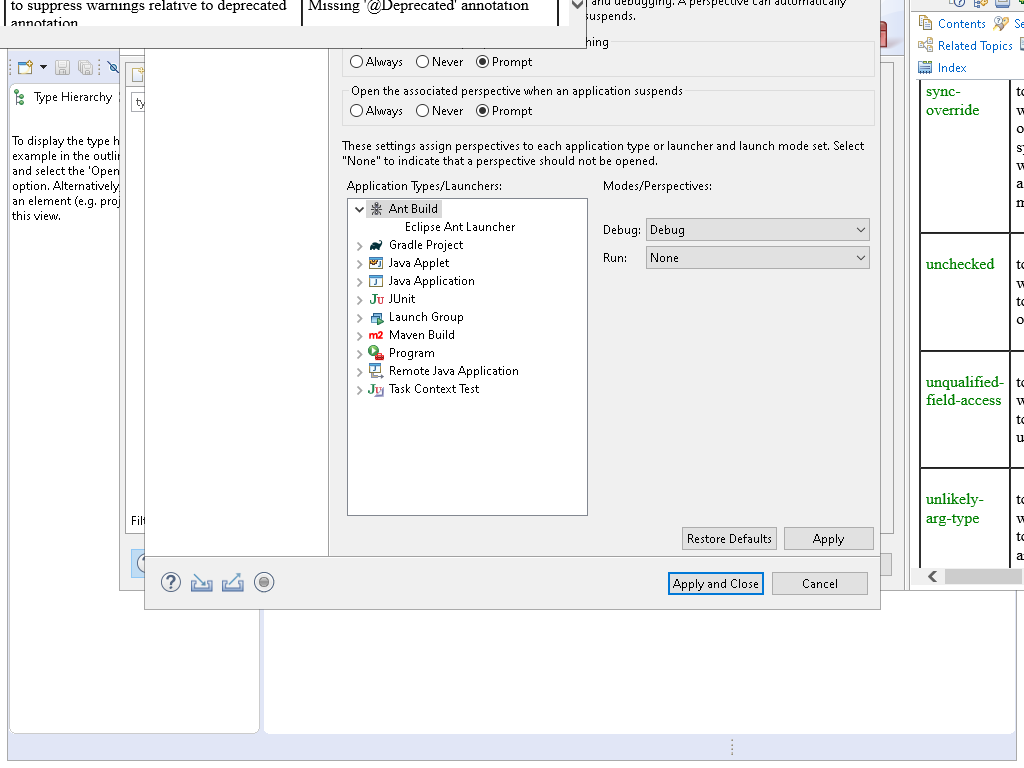 to suppress warnings relative to deprecated
Missing '@Deprecated' annotation
annotation
and debugging. A perspective can automatically
suspends.
Always
Never
Prompt
Open the associated perspective when an application suspends
Always
Never
Prompt
These settings assign perspectives to each application type or launcher and launch mode set. Select
"None" to indicate that a perspective should not be opened.
Application Types/Launchers:
Modes/Perspectives:
Ant Build
Eclipse Ant Launcher
Gradle Project
Java Applet
Java Application
JUnit
Launch Group
Maven Build
Program
Remote Java Application
Task Context Test
Debug:
Debug
Run:
None
Restore Defaults
Apply
Apply and Close
Cancel
Type Hierarchy
To display the type h
example in the outli
and select the 'Open
option. Alternatively
an element (e.g. proj
this view.
ty
Filt
Contents
Se
Related Topics
Index
sync-
override
unchecked
unqualified-
field-access
unlikely-
arg-type